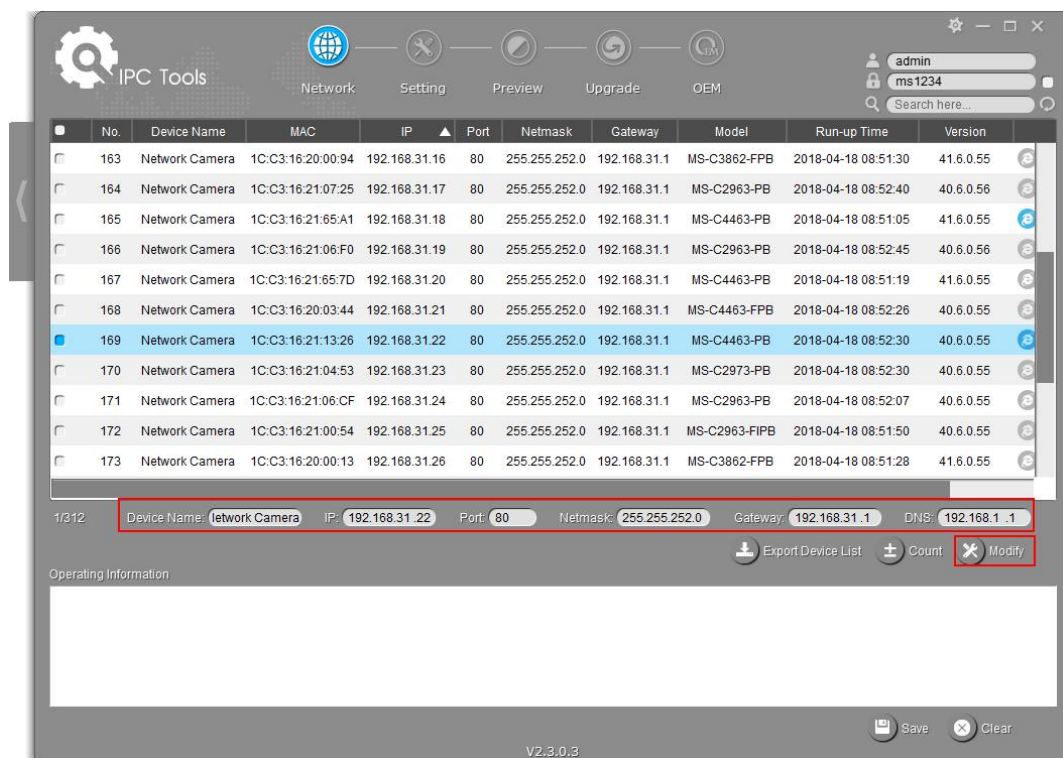 IPC Tools
Network Setting Preview Upgrade OEM
admin
ms1234
Search here...
No. Device Name MAC IP Port Netmask Gateway Model Run-up Time Version
163 Network Camera 1C:C3:16:20:00:94 192.168.31.16 80 255.255.252.0 192.168.31.1 MS-C3862-FPB 2018-04-18 08:51:30 41.6.0.55
164 Network Camera 1C:C3:16:21:07:25 192.168.31.17 80 255.255.252.0 192.168.31.1 MS-C2963-PB 2018-04-18 08:52:40 40.6.0.56
165 Network Camera 1C:C3:16:21:65:A1 192.168.31.18 80 255.255.252.0 192.168.31.1 MS-C4463-PB 2018-04-18 08:51:05 41.6.0.55
166 Network Camera 1C:C3:16:21:06:F0 192.168.31.19 80 255.255.252.0 192.168.31.1 MS-C2963-PB 2018-04-18 08:52:45 40.6.0.56
167 Network Camera 1C:C3:16:21:65:7D 192.168.31.20 80 255.255.252.0 192.168.31.1 MS-C4463-PB 2018-04-18 08:51:19 41.6.0.55
168 Network Camera 1C:C3:16:20:03:44 192.168.31.21 80 255.255.252.0 192.168.31.1 MS-C4463-FPB 2018-04-18 08:52:26 40.6.0.55
169 Network Camera 1C:C3:16:21:13:26 192.168.31.22 80 255.255.252.0 192.168.31.1 MS-C4463-PB 2018-04-18 08:52:30 40.6.0.55
170 Network Camera 1C:C3:16:21:04:53 192.168.31.23 80 255.255.252.0 192.168.31.1 MS-C2973-PB 2018-04-18 08:52:30 40.6.0.55
171 Network Camera 1C:C3:16:21:06:CF 192.168.31.24 80 255.255.252.0 192.168.31.1 MS-C2963-PB 2018-04-18 08:52:07 40.6.0.55
172 Network Camera 1C:C3:16:21:00:54 192.168.31.25 80 255.255.252.0 192.168.31.1 MS-C2963-FIPB 2018-04-18 08:51:50 40.6.0.55
173 Network Camera 1C:C3:16:20:00:13 192.168.31.26 80 255.255.252.0 192.168.31.1 MS-C3862-FPB 2018-04-18 08:51:28 41.6.0.55
1/312 Device Name: letwork Camera IP: 192.168.31.22 Port: 80 Netmask: 255.255.252.0 Gateway: 192.168.31.1 DNS: 192.168.1.1
Export Device List Count Modify
Operating Information
Save Clear
V2.3.0.3